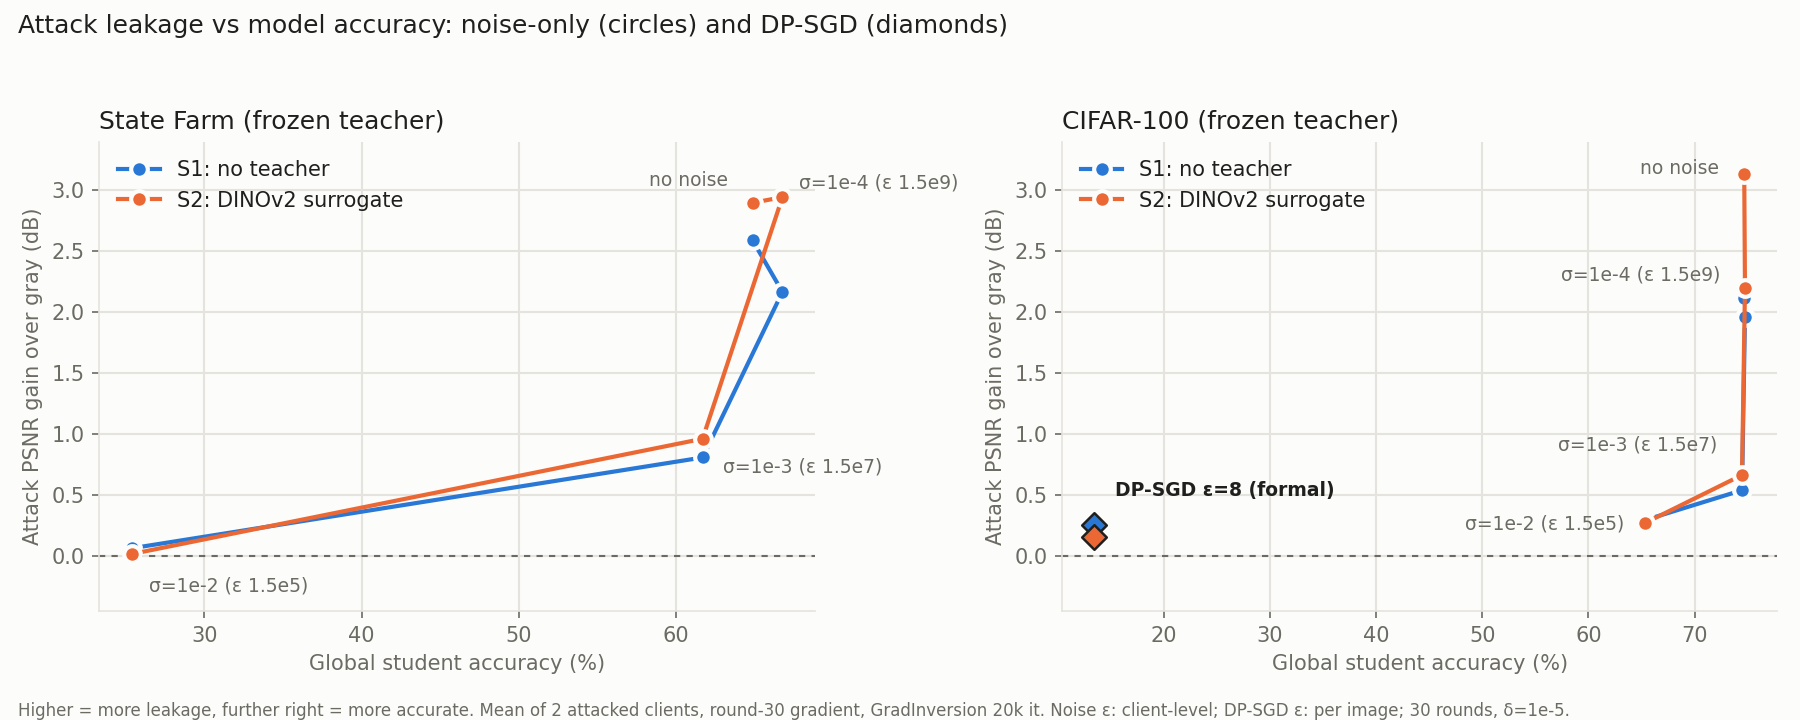 Attack leakage vs model accuracy: noise-only (circles) and DP-SGD (diamonds)
State Farm (frozen teacher)
S1: no teacher
S2: DINOv2 surrogate
no noise
σ=1e-4 (ε 1.5e9)
σ=1e-3 (ε 1.5e7)
σ=1e-2 (ε 1.5e5)
Attack PSNR gain over gray (dB)
3.0
2.5
2.0
1.5
1.0
0.5
0.0
30
40
50
60
Global student accuracy (%)
CIFAR-100 (frozen teacher)
S1: no teacher
S2: DINOv2 surrogate
no noise
σ=1e-4 (ε 1.5e9)
σ=1e-3 (ε 1.5e7)
DP-SGD ε=8 (formal)
σ=1e-2 (ε 1.5e5)
Attack PSNR gain over gray (dB)
3.0
2.5
2.0
1.5
1.0
0.5
0.0
20
30
40
50
60
70
Global student accuracy (%)
Higher = more leakage, further right = more accurate. Mean of 2 attacked clients, round-30 gradient, GradInversion 20k it. Noise ε: client-level; DP-SGD ε: per image; 30 rounds, δ=1e-5.